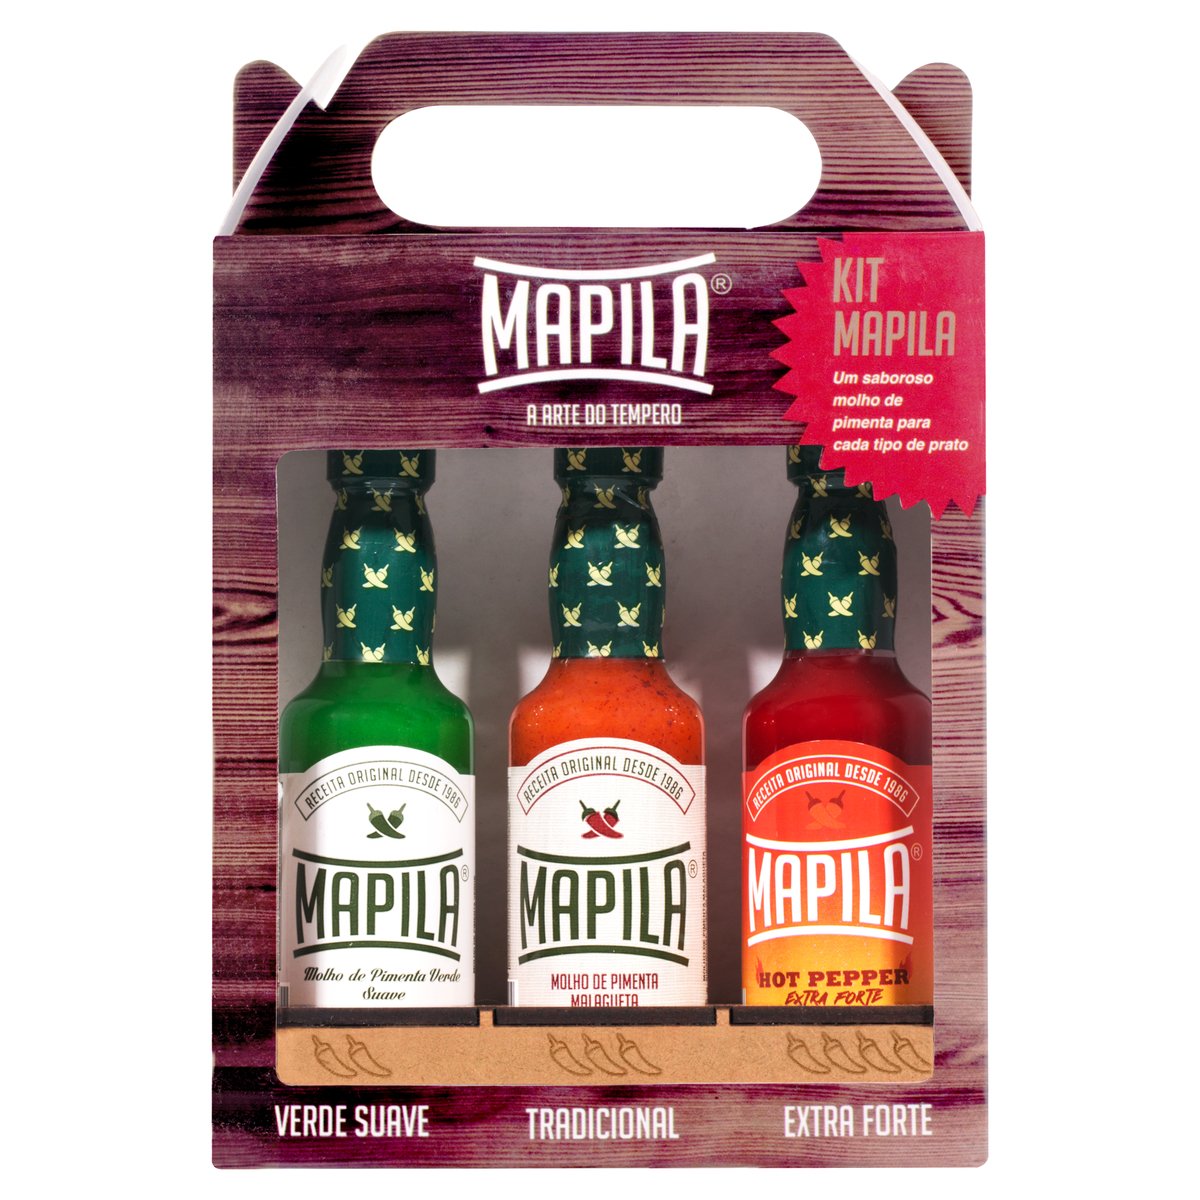 MAPILA®
A ARTE DO TEMPERO
KIT
MAPILA
Um saboroso
molho de
pimenta para
cada tipo de prato
RECEITA ORIGINAL DESDE 1986
MAPILA®
Molho de Pimenta Verde
Suave
RECEITA ORIGINAL DESDE 1986
MAPILA®
MOLHO DE PIMENTA
MALAGUETA
RECEITA ORIGINAL DESDE 1986
MAPILA®
HOT PEPPER
EXTRA FORTE
VERDE SUAVE
TRADICIONAL
EXTRA FORTE